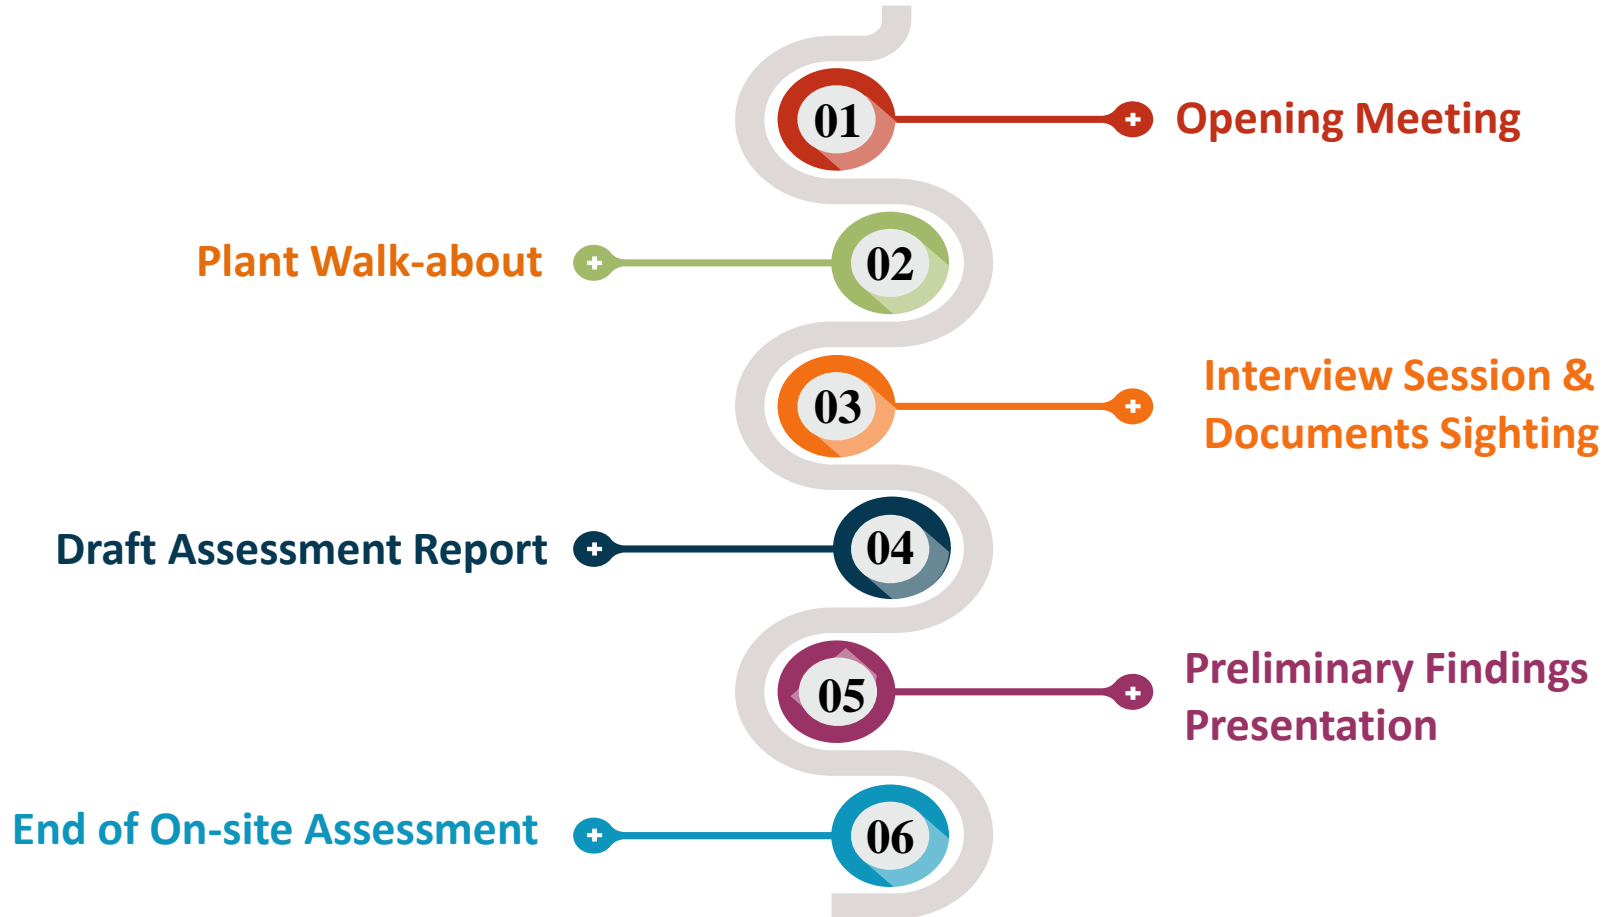 01
Opening Meeting
Plant Walk-about
02
03
Interview Session &
Documents Sighting
Draft Assessment Report
04
05
Preliminary Findings
Presentation
End of On-site Assessment
06